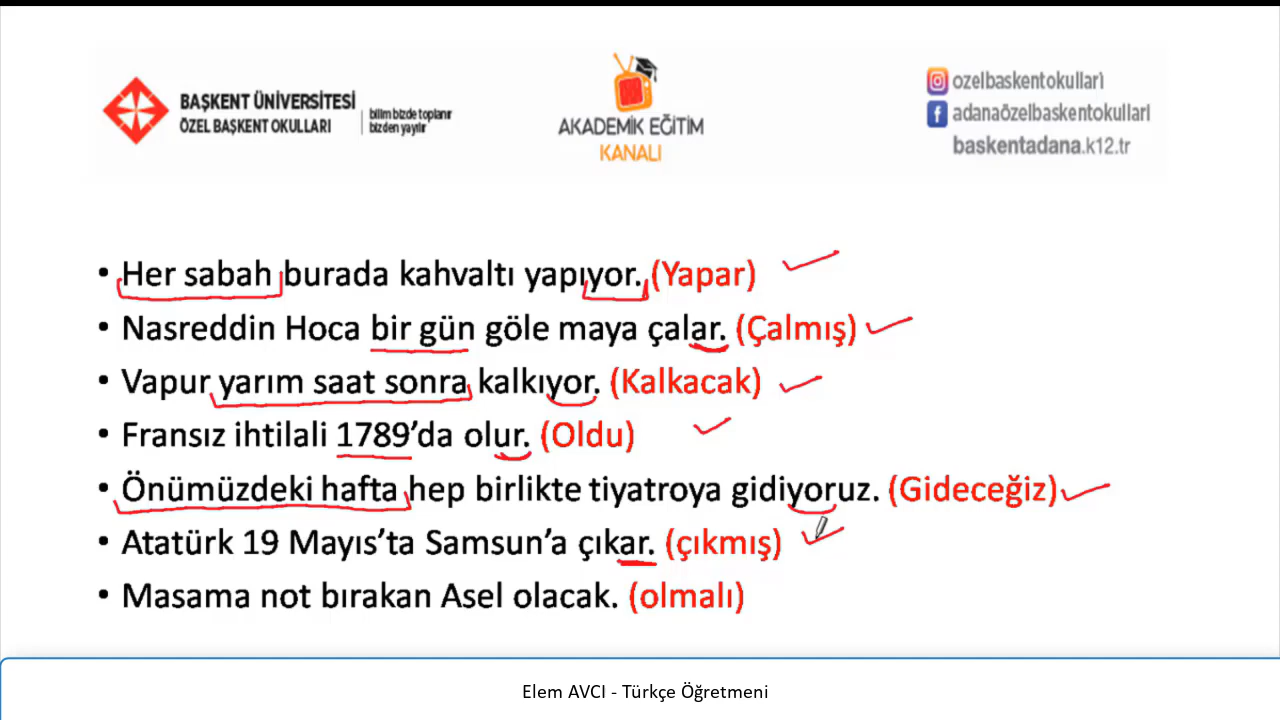 BAŞKENT ÜNİVERSİTESİ
ÖZEL BAŞKENT OKULLARI
bilim bizde toplanır
bizden yayılır
AKADEMİK EĞİTİM
KANALI
ozelbaskentokullari
adanaözelbaskentokullari
baskentadana.k12.tr
• Her sabah burada kahvaltı yapıyor. (Yapar)
• Nasreddin Hoca bir gün göle maya çalar. (Çalmış)
• Vapur yarım saat sonra kalkıyor. (Kalkacak)
• Fransız ihtilali 1789’da olur. (Oldu)
• Önümüzdeki hafta hep birlikte tiyatroya gidiyoruz. (Gideceğiz)
• Atatürk 19 Mayıs’ta Samsun’a çıkar. (çıkmış)
• Masama not bırakan Asel olacak. (olmalı)
Elem AVCI - Türkçe Öğretmeni